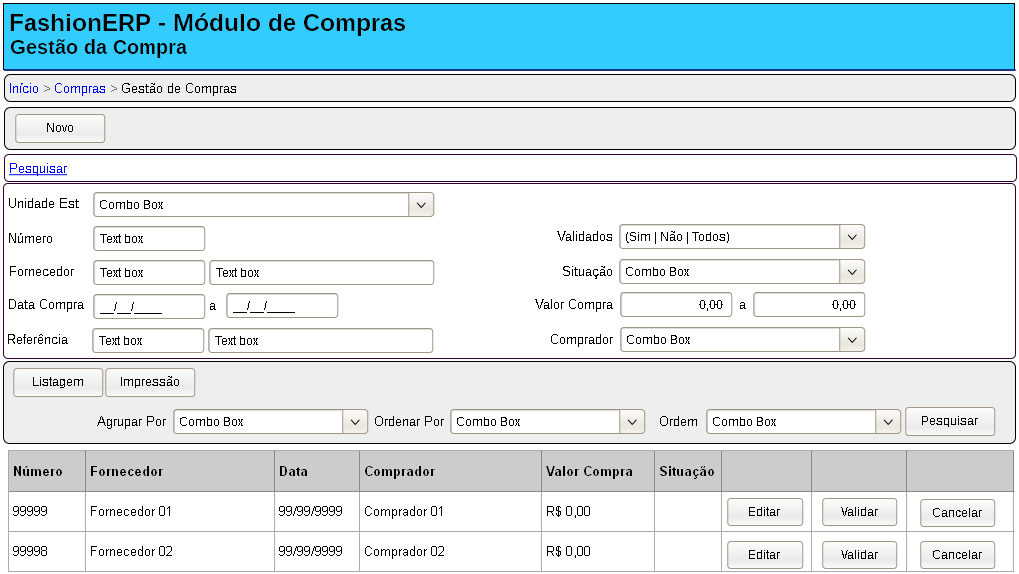 FashionERP - Módulo de Compras
Gestão da Compra
Início > Compras > Gestão de Compras
Novo
Pesquisar
Unidade Est Combo Box
Número Text box Validados (Sim | Não | Todos)
Fornecedor Text box Text box Situação Combo Box
Data Compra __/__/____ a __/__/____ Valor Compra 0,00 a 0,00
Referência Text box Text box Comprador Combo Box
Listagem Impressão
Agrupar Por Combo Box Ordenar Por Combo Box Ordem Combo Box Pesquisar
Número Fornecedor Data Comprador Valor Compra Situação
99999 Fornecedor 01 99/99/9999 Comprador 01 R$ 0,00 Editar Validar Cancelar
99998 Fornecedor 02 99/99/9999 Comprador 02 R$ 0,00 Editar Validar Cancelar